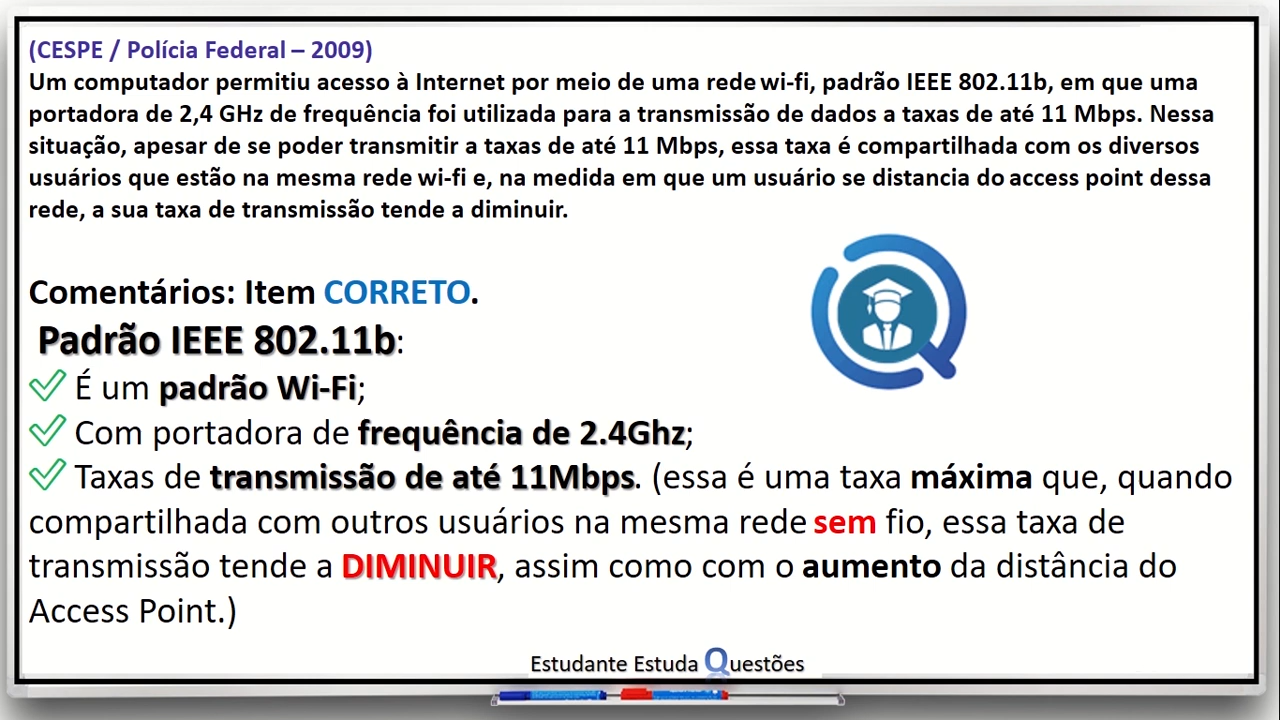 (CESPE / Polícia Federal – 2009)
Um computador permitiu acesso à Internet por meio de uma rede wi-fi, padrão IEEE 802.11b, em que uma
portadora de 2,4 GHz de frequência foi utilizada para a transmissão de dados a taxas de até 11 Mbps. Nessa
situação, apesar de se poder transmitir a taxas de até 11 Mbps, essa taxa é compartilhada com os diversos
usuários que estão na mesma rede wi-fi e, na medida em que um usuário se distancia do access point dessa
rede, a sua taxa de transmissão tende a diminuir.
Comentários: Item CORRETO.
Padrão IEEE 802.11b:
É um padrão Wi-Fi;
Com portadora de frequência de 2.4Ghz;
Taxas de transmissão de até 11Mbps. (essa é uma taxa máxima que, quando
compartilhada com outros usuários na mesma rede sem fio, essa taxa de
transmissão tende a DIMINUIR, assim como com o aumento da distância do
Access Point.)
Estudante Estuda Questões